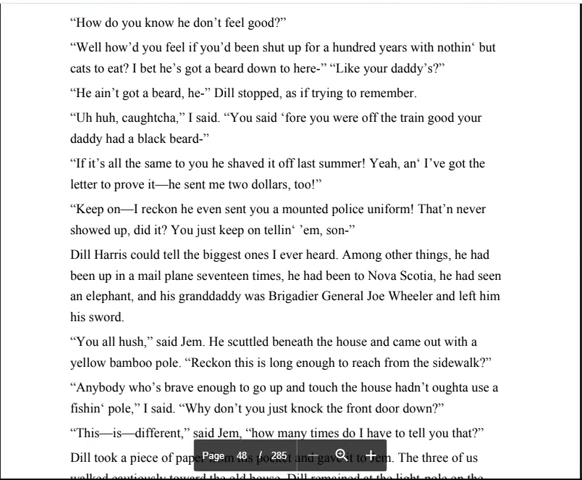 “How do you know he don’t feel good?”
“Well how’d you feel if you’d been shut up for a hundred years with nothin‘ but
cats to eat? I bet he’s got a beard down to here-” “Like your daddy’s?”
“He ain’t got a beard, he-” Dill stopped, as if trying to remember.
“Uh huh, caughtcha,” I said. “You said ‘fore you were off the train good your
daddy had a black beard-”
“If it’s all the same to you he shaved it off last summer! Yeah, an‘ I’ve got the
letter to prove it—he sent me two dollars, too!”
“Keep on—I reckon he even sent you a mounted police uniform! That’n never
showed up, did it? You just keep on tellin‘ ’em, son-”
Dill Harris could tell the biggest ones I ever heard. Among other things, he had
been up in a mail plane seventeen times, he had been to Nova Scotia, he had seen
an elephant, and his granddaddy was Brigadier General Joe Wheeler and left him
his sword.
“You all hush,” said Jem. He scuttled beneath the house and came out with a
yellow bamboo pole. “Reckon this is long enough to reach from the sidewalk?”
“Anybody who’s brave enough to go up and touch the house hadn’t oughta use a
fishin‘ pole,” I said. “Why don’t you just knock the front door down?”
“This—is—different,” said Jem, “how many times do I have to tell you that?”
Dill took a piece of paper from his pocket and gave it to Jem. The three of us
Page 48 / 285
walked cautiously toward the old house. Dill remained at the light-pole on the